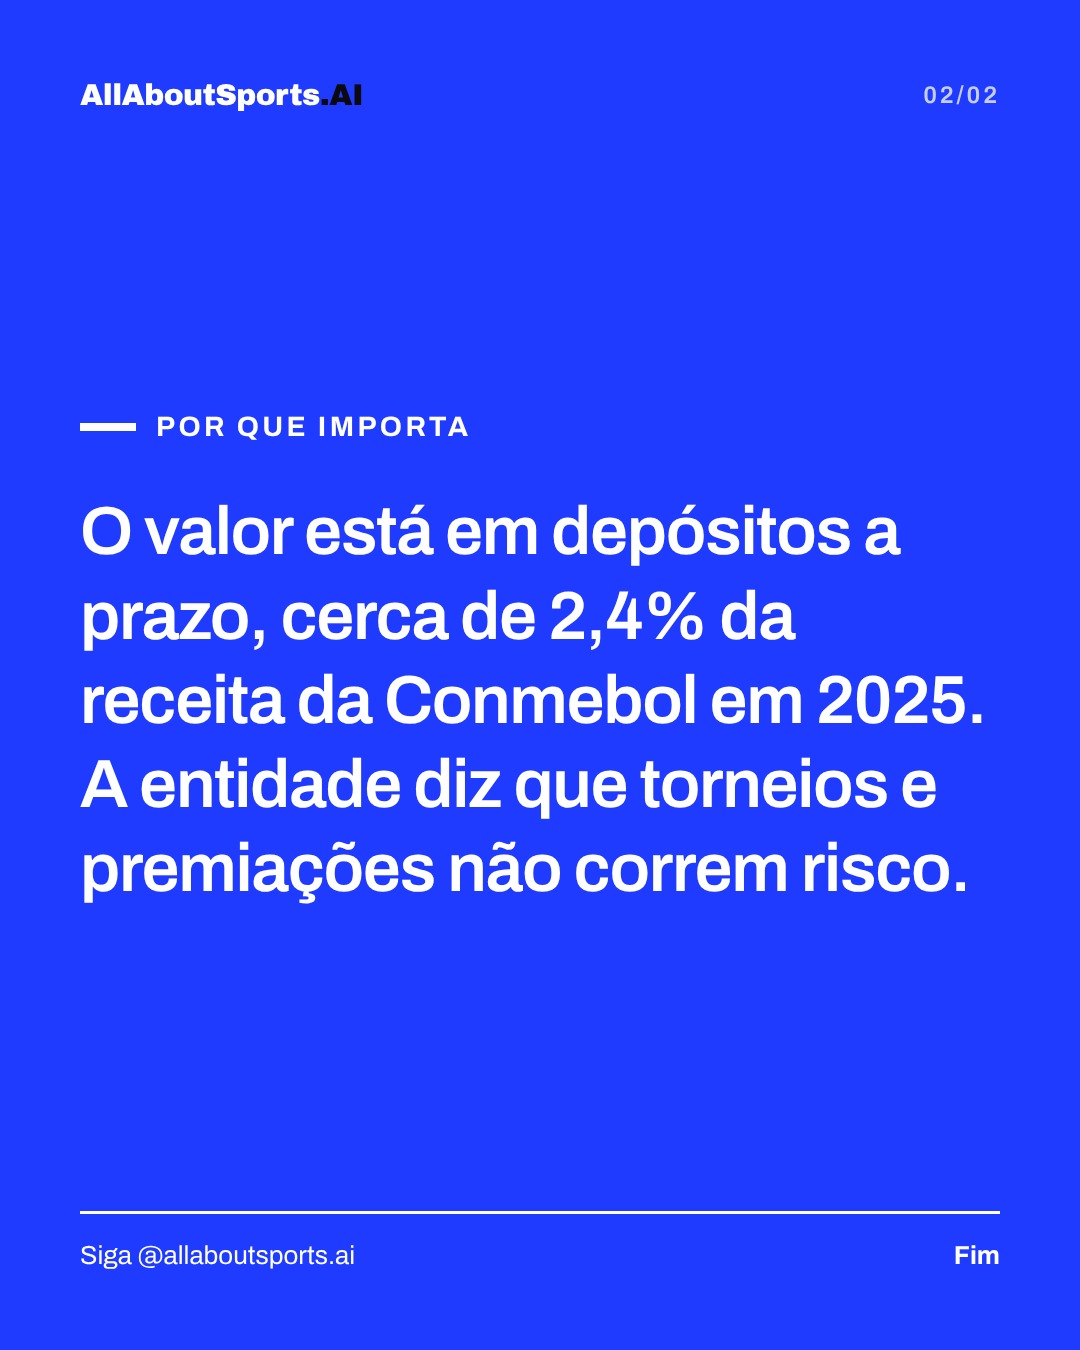 AllAboutSports.AI
02/02
POR QUE IMPORTA
O valor está em depósitos a
prazo, cerca de 2,4% da
receita da Conmebol em 2025.
A entidade diz que torneios e
premiações não correm risco.
Siga @allaboutsports.ai
Fim